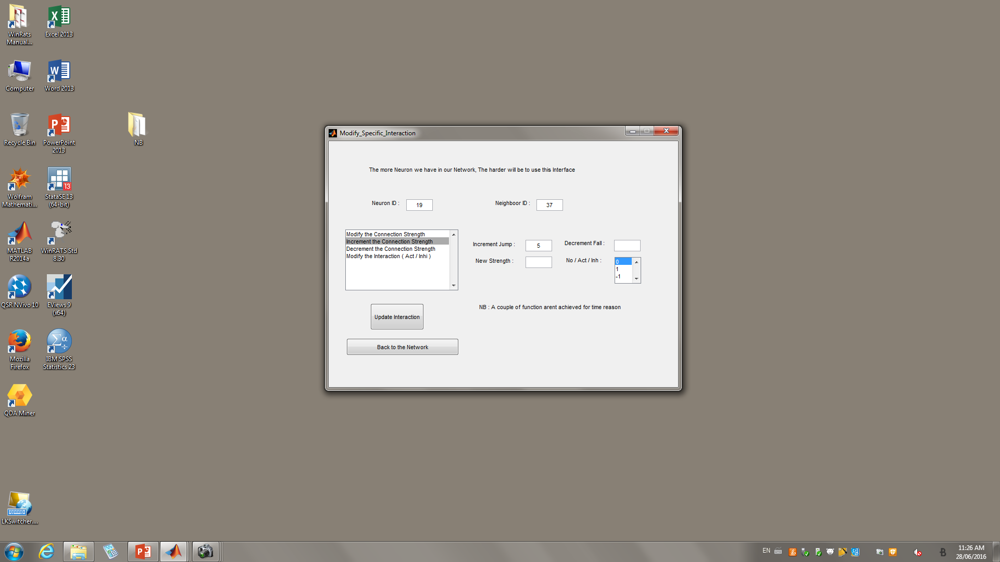 WinRats
Manual...
Excel 2013
Computer
Word 2013
Recycle Bin
PowerPoint
2013
NB
Wolfram
Mathemati...
StataSE 13
(64-bit)
13
MATLAB
R2014a
WinRATS Std
8.30
QSR NVivo 10
EViews 9
(x64)
Mozilla
Firefox
IBM SPSS
Statistics 23
QDA Miner
LKSwitcher....
Modify_Specific_Interaction
The more Neuron we have in our Network, The harder will be to use this Interface
Neuron ID : 19 Neighboor ID : 37
Modify the Connection Strength
Increment the Connection Strength
Decrement the Connection Strength
Modify the Interaction ( Act / Inhi )
Increment Jump : 5 Decrement Fall :
New Strength : No / Act / Inh :
0
1
-1
Update Interaction
NB : A couple of function arent achieved for time reason
Back to the Network
EN
11:26 AM
28/06/2016